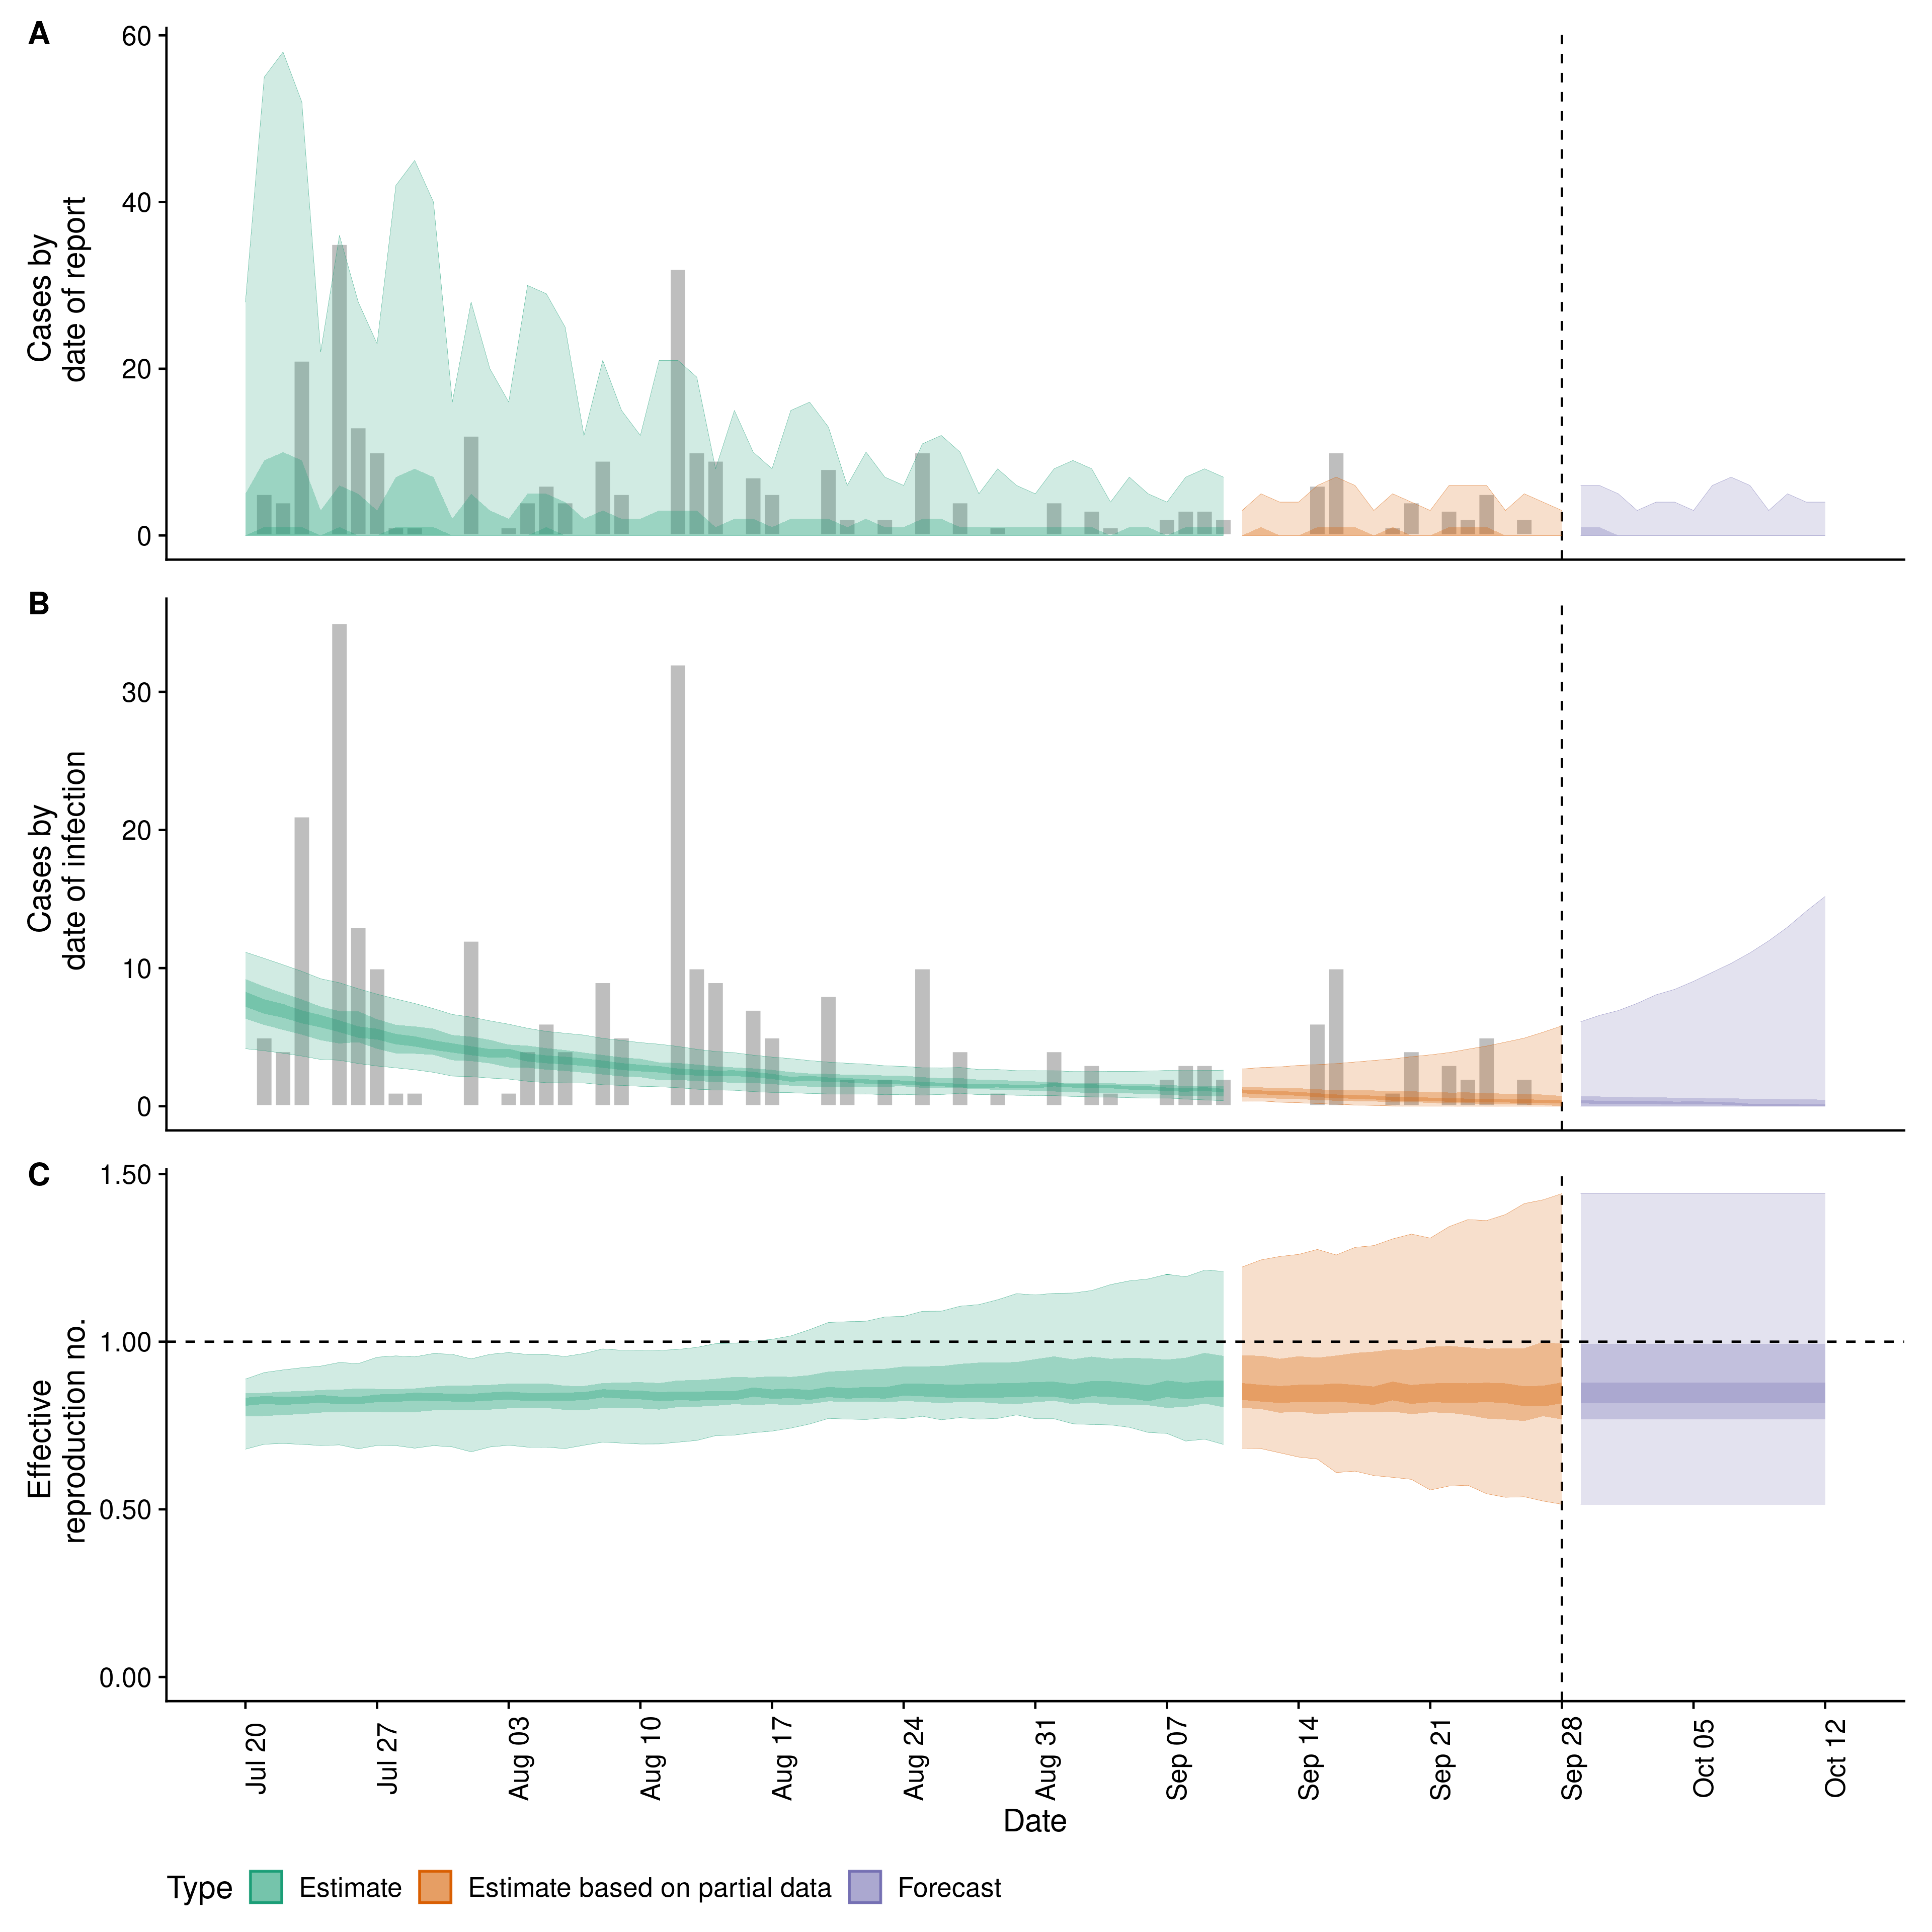 A
60
40
20
0
Cases by
date of report
B
30
20
10
0
Cases by
date of infection
C
1.50
1.00
0.50
0.00
Effective
reproduction no.
Jul 20
Jul 27
Aug 03
Aug 10
Aug 17
Aug 24
Aug 31
Sep 07
Sep 14
Sep 21
Sep 28
Oct 05
Oct 12
Date
Type Estimate Estimate based on partial data Forecast